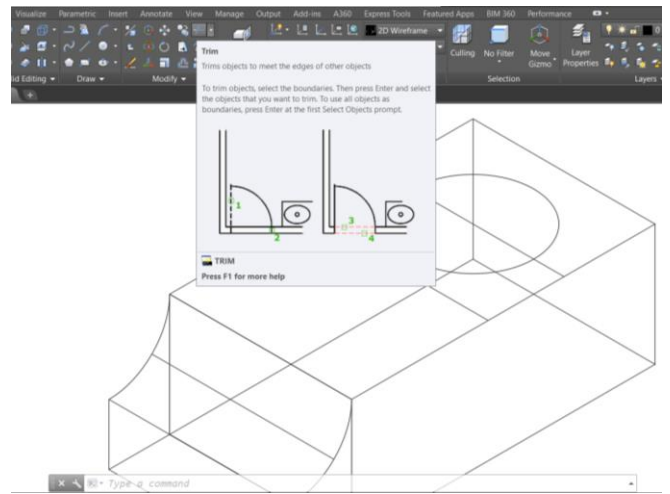 Visualize Parametric Insert Annotate View Manage Output Add-ins A360 Express Tools Featured Apps BIM 360 Performance
2D Wireframe
Culling No Filter Move Gizmo Layer Properties
0
Editing Draw Modify Selection Layers
Trim
Trims objects to meet the edges of other objects
To trim objects, select the boundaries. Then press Enter and select
the objects that you want to trim. To use all objects as
boundaries, press Enter at the first Select Objects prompt.
1
2
3
4
TRIM
Press F1 for more help
Type a command